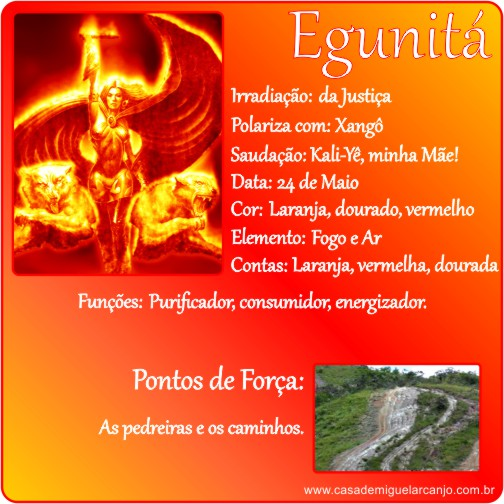 Egunitá
Irradiação: da Justiça
Polariza com: Xangô
Saudação: Kali-Yê, minha Mãe!
Data: 24 de Maio
Cor: Laranja, dourado, vermelho
Elemento: Fogo e Ar
Contas: Laranja, vermelha, dourada
Funções: Purificador, consumidor, energizador.
Pontos de Força:
As pedreiras e os caminhos.
www.casademiguelarcanjo.com.br